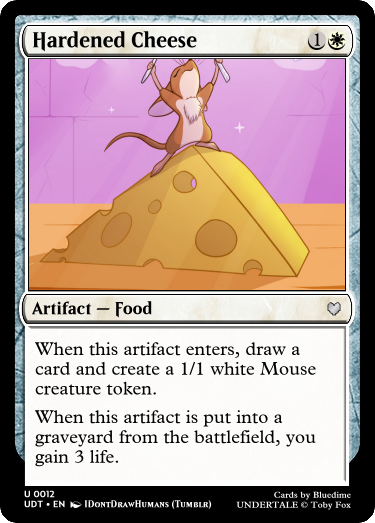 Hardened Cheese 1
Artifact — Food
When this artifact enters, draw a
card and create a 1/1 white Mouse
creature token.
When this artifact is put into a
graveyard from the battlefield, you
gain 3 life.
U 0012
UDT • EN IDontDrawHumans (Tumblr)
Cards by Bluedime
UNDERTALE © Toby Fox